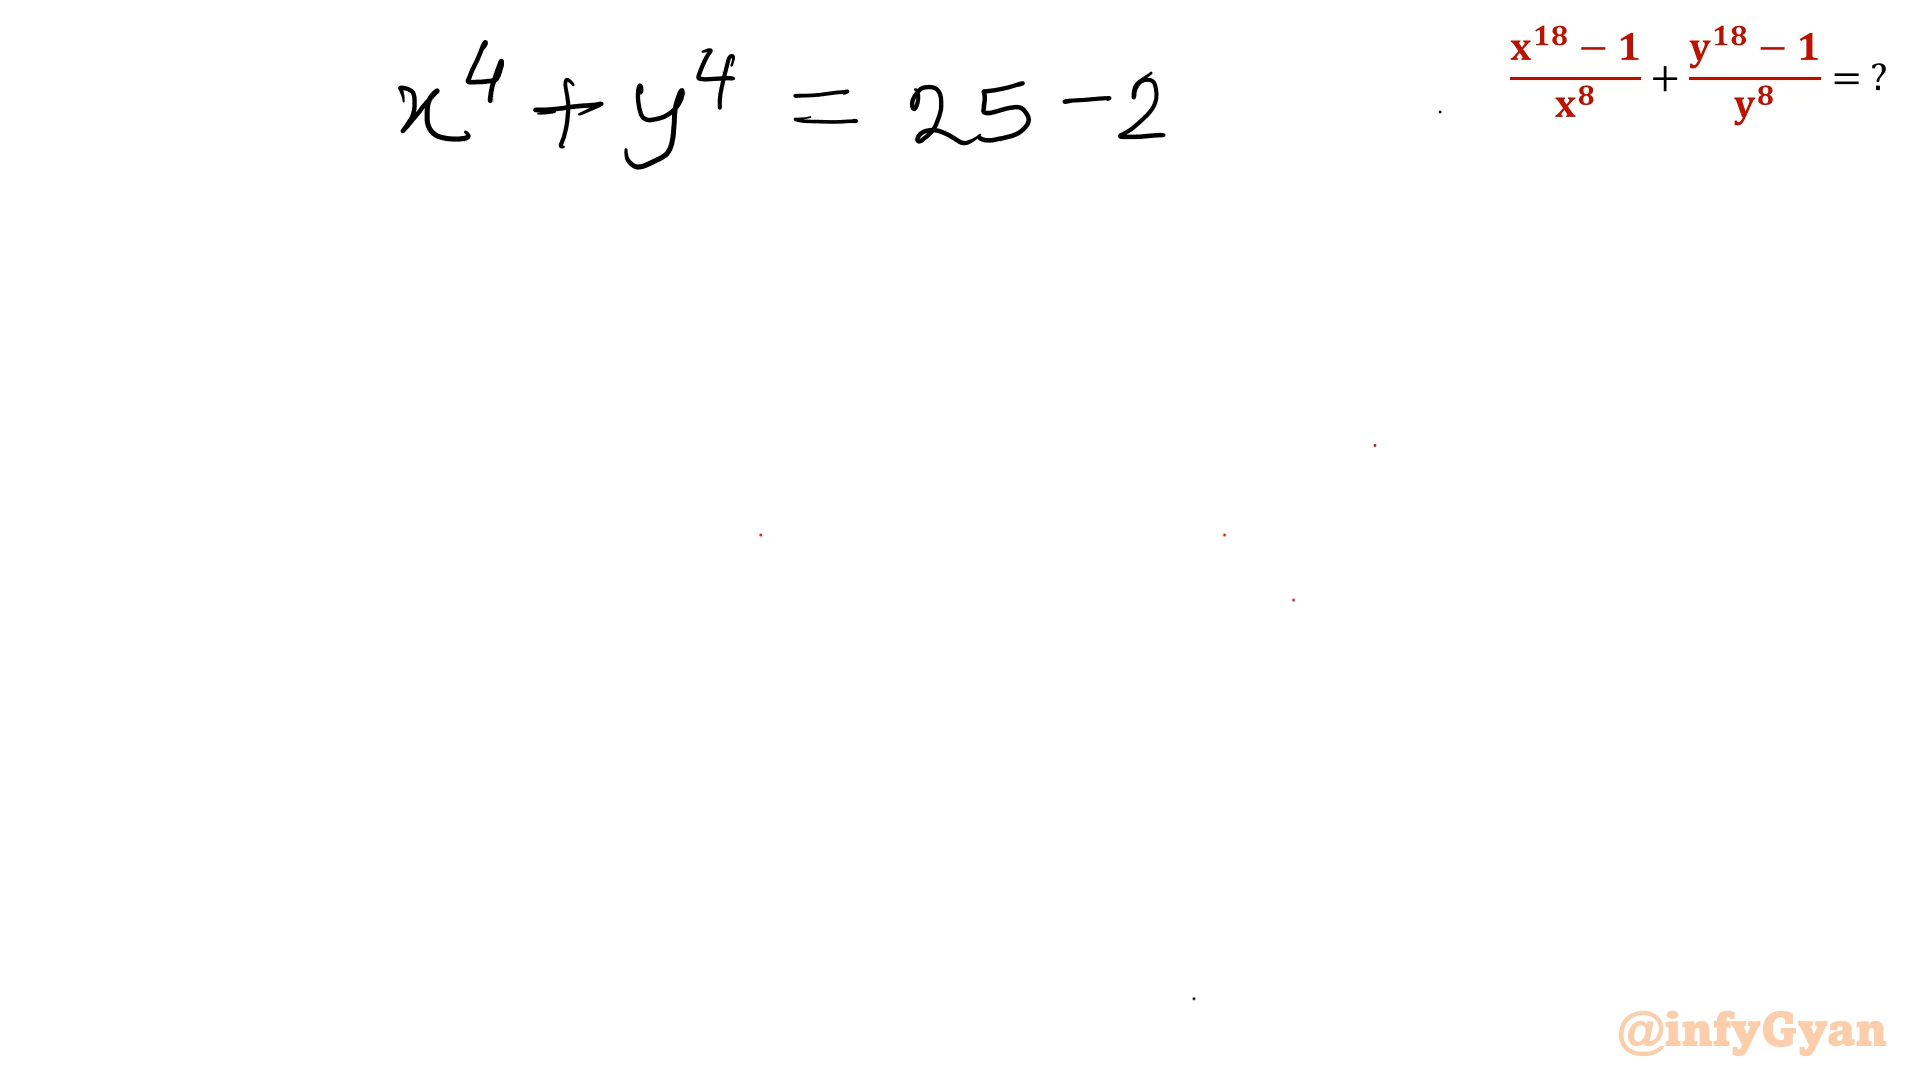 x⁴ + y⁴ = 25 - 2
x¹⁸ − 1 / x⁸ + y¹⁸ − 1 / y⁸ = ?
@infyGyan